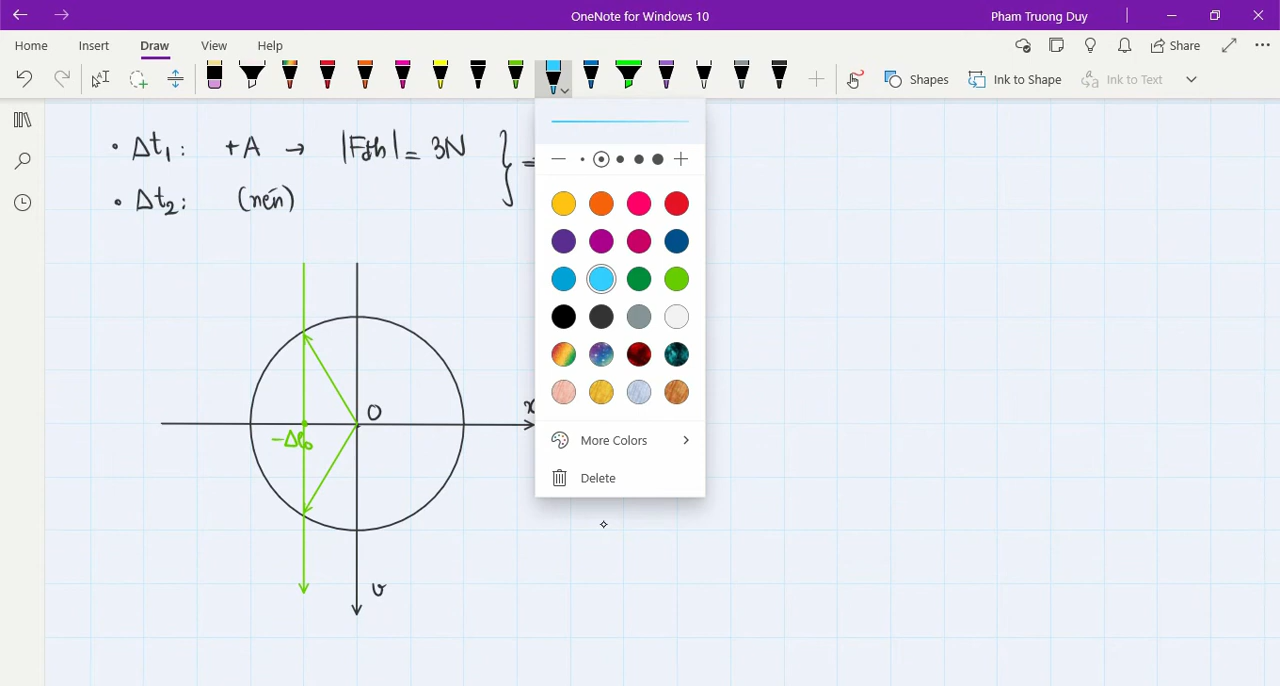 OneNote for Windows 10
Pham Truong Duy
Home Insert Draw View Help
Share
Shapes
Ink to Shape
Ink to Text
• Δt₁: +A → |Fđh| = 3N } =
• Δt₂: (nén)
O
x
-Δl₀
v
More Colors
Delete